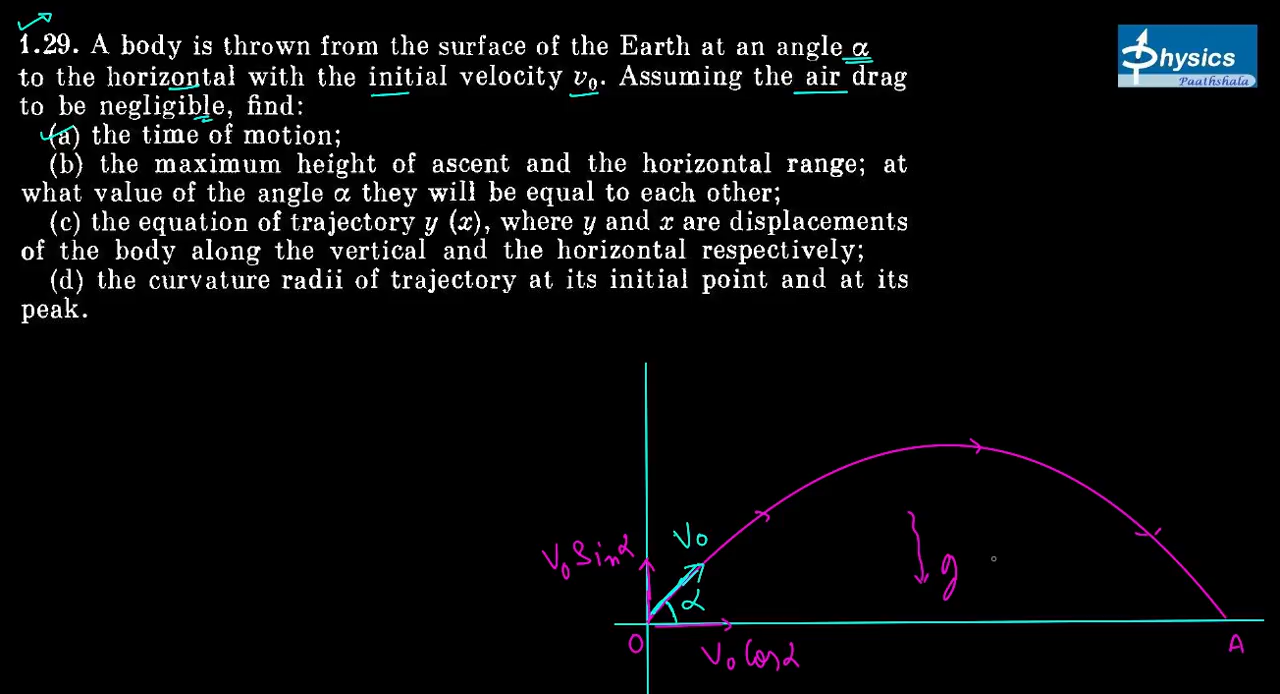 1.29. A body is thrown from the surface of the Earth at an angle α
to the horizontal with the initial velocity v₀. Assuming the air drag
to be negligible, find:
(a) the time of motion;
(b) the maximum height of ascent and the horizontal range; at
what value of the angle α they will be equal to each other;
(c) the equation of trajectory y (x), where y and x are displacements
of the body along the vertical and the horizontal respectively;
(d) the curvature radii of trajectory at its initial point and at its
peak.
Physics
Paathshala
V₀
V₀ Sinα
g
α
O
V₀ Cosα
A